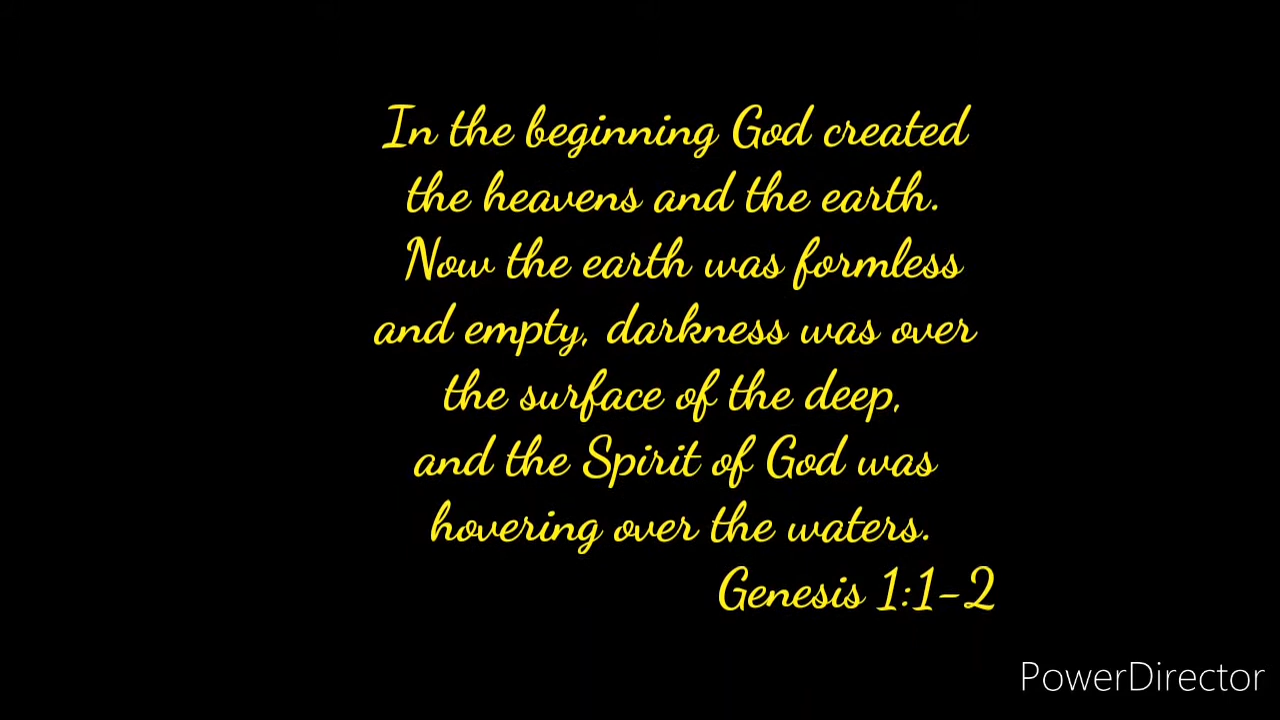 In the beginning God created
the heavens and the earth.
Now the earth was formless
and empty, darkness was over
the surface of the deep,
and the Spirit of God was
hovering over the waters.
Genesis 1:1-2
PowerDirector